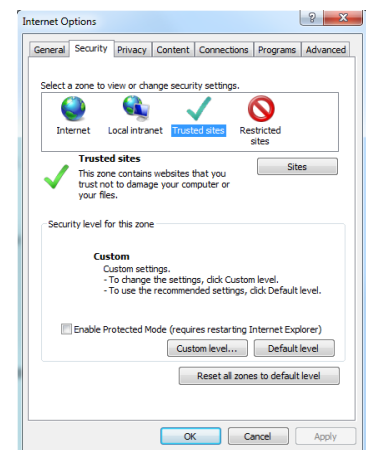 Internet Options
General Security Privacy Content Connections Programs Advanced
Select a zone to view or change security settings.
Internet Local intranet Trusted sites Restricted
sites
Trusted sites
Sites
This zone contains websites that you
trust not to damage your computer or
your files.
Security level for this zone
Custom
Custom settings.
- To change the settings, click Custom level.
- To use the recommended settings, click Default level.
Enable Protected Mode (requires restarting Internet Explorer)
Custom level... Default level
Reset all zones to default level
OK Cancel Apply